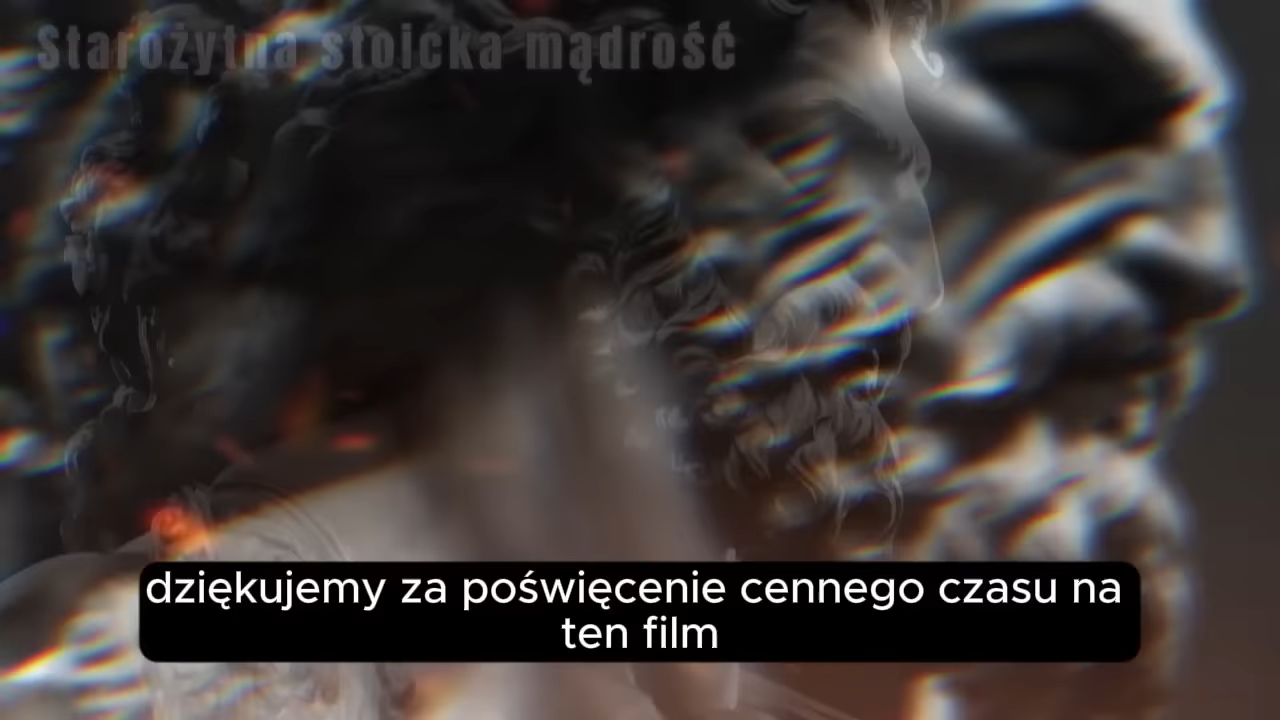 Starożytna stoicka mądrość
dziękujemy za poświęcenie cennego czasu na
ten film